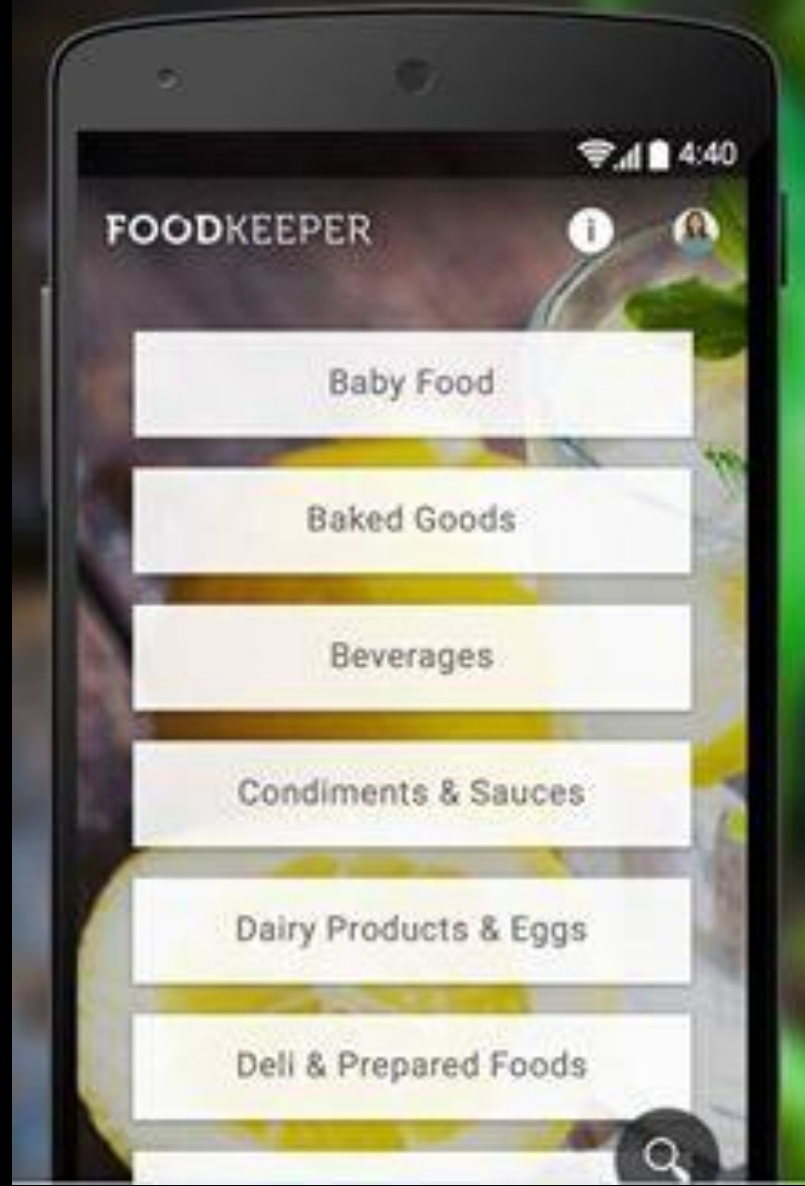 4:40
FOODKEEPER
i
Baby Food
Baked Goods
Beverages
Condiments & Sauces
Dairy Products & Eggs
Deli & Prepared Foods